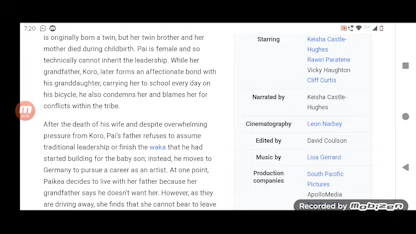 7:20
is originally born a twin, but her twin brother and her
mother died during childbirth. Pai is female and so
technically cannot inherit the leadership. While her
grandfather, Koro, later forms an affectionate bond with
his granddaughter, carrying her to school every day on
his bicycle, he also condemns her and blames her for
conflicts within the tribe.
After the death of his wife and despite overwhelming
pressure from Koro, Pai's father refuses to assume
traditional leadership or finish the waka that he had
started building for the baby son; instead, he moves to
Germany to pursue a career as an artist. At one point,
Paikea decides to live with her father because her
grandfather says he doesn't want her. However, as they
are driving away, she finds that she cannot bear to leave
Starring
Keisha Castle-
Hughes
Rawiri Paratene
Vicky Haughton
Cliff Curtis
Narrated by
Keisha Castle-
Hughes
Cinematography
Leon Narbey
Edited by
David Coulson
Music by
Lisa Gerrard
Production
companies
South Pacific
Pictures
ApolloMedia
Recorded by Mobizen